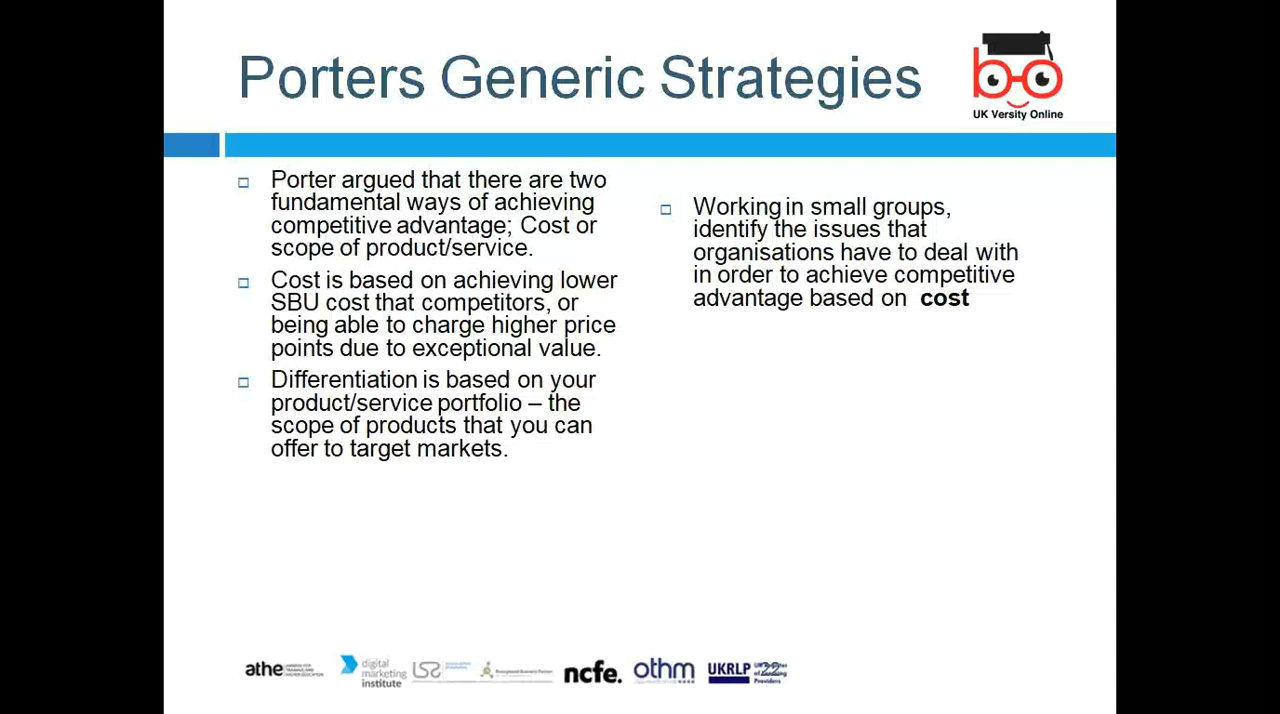 Porters Generic Strategies
UK Versity Online
Porter argued that there are two
fundamental ways of achieving
competitive advantage; Cost or
scope of product/service.
Cost is based on achieving lower
SBU cost that competitors, or
being able to charge higher price
points due to exceptional value.
Differentiation is based on your
product/service portfolio – the
scope of products that you can
offer to target markets.
Working in small groups,
identify the issues that
organisations have to deal with
in order to achieve competitive
advantage based on cost
athe
digital
marketing
institute
LSS
ncfe.
othm
UKRLP
22
Providers